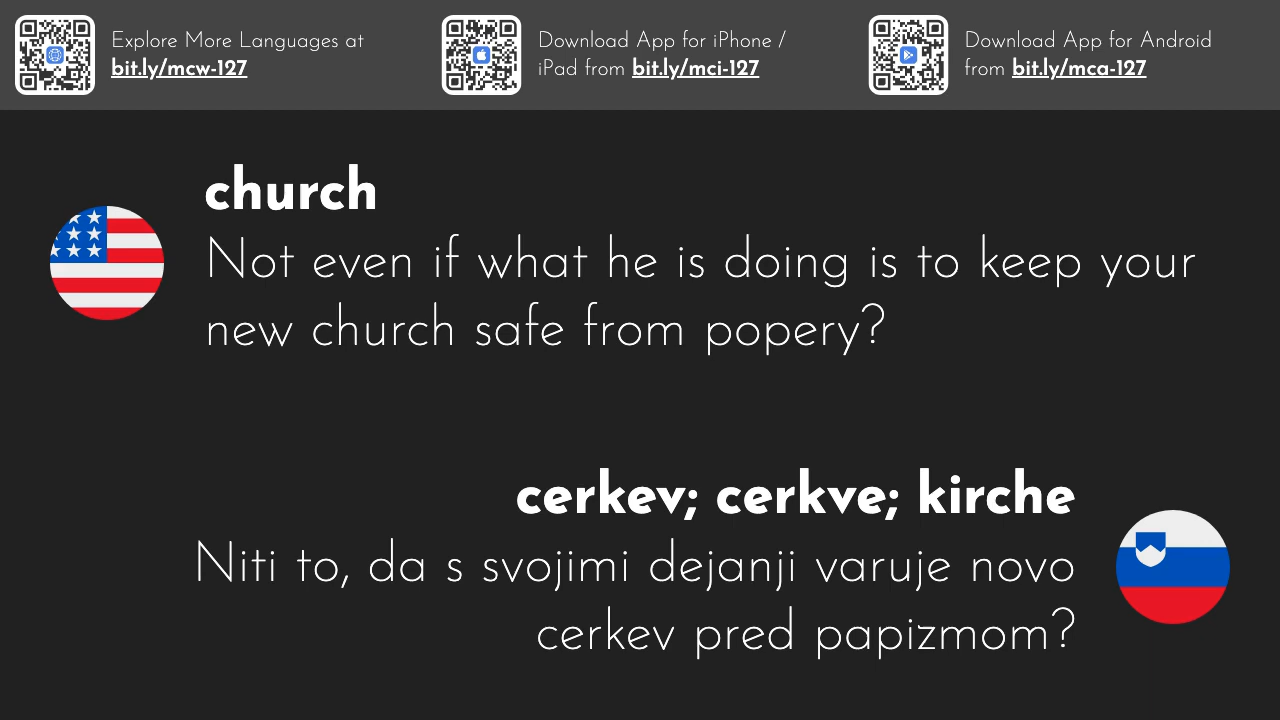 Explore More Languages at
bit.ly/mcw-127
Download App for iPhone /
iPad from bit.ly/mci-127
Download App for Android
from bit.ly/mca-127
church
Not even if what he is doing is to keep your
new church safe from popery?
cerkev; cerkve; kirche
Niti to, da s svojimi dejanji varuje novo
cerkev pred papizmom?